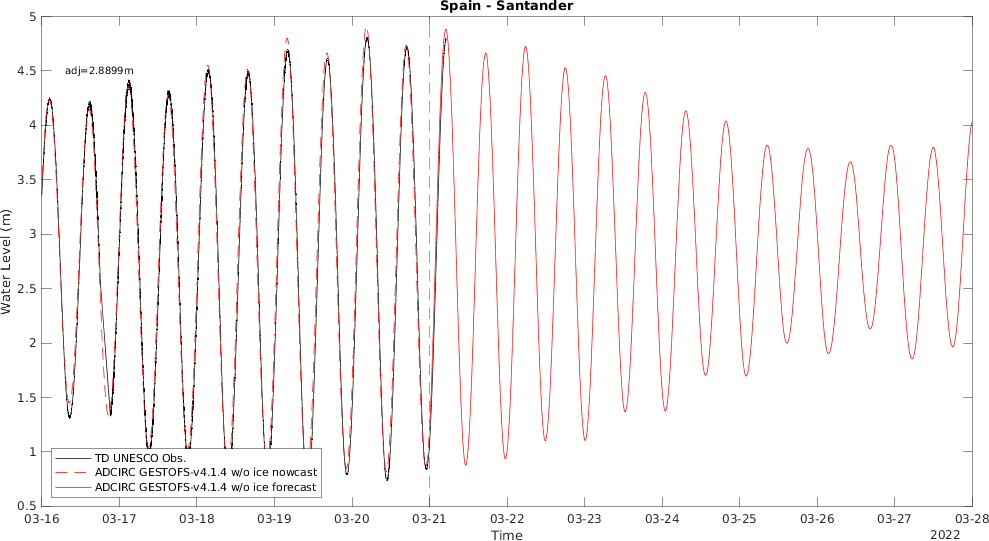 Spain - Santander
adj=2.8899m
Water Level (m)
5
4.5
4
3.5
3
2.5
2
1.5
1
0.5
TD UNESCO Obs.
ADCIRC GESTOFS-v4.1.4 w/o ice nowcast
ADCIRC GESTOFS-v4.1.4 w/o ice forecast
03-16 03-17 03-18 03-19 03-20 03-21 03-22 03-23 03-24 03-25 03-26 03-27 03-28
Time
2022